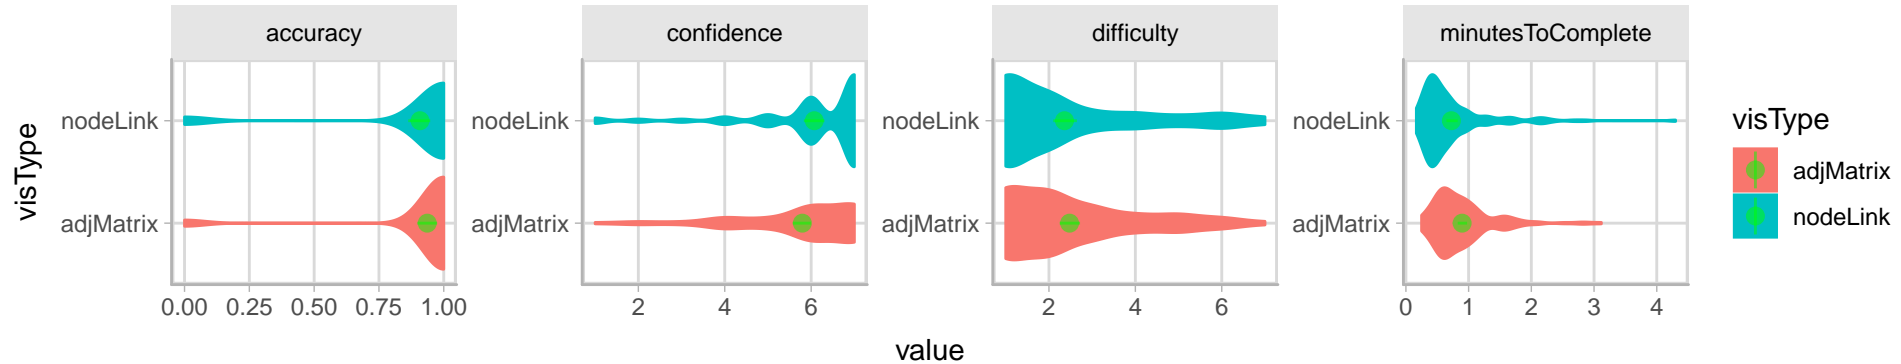 accuracy
confidence
difficulty
minutesToComplete
visType
nodeLink
adjMatrix
0.00 0.25 0.50 0.75 1.00
nodeLink
adjMatrix
2 4 6
nodeLink
adjMatrix
2 4 6
nodeLink
adjMatrix
0 1 2 3 4
value
visType
adjMatrix
nodeLink